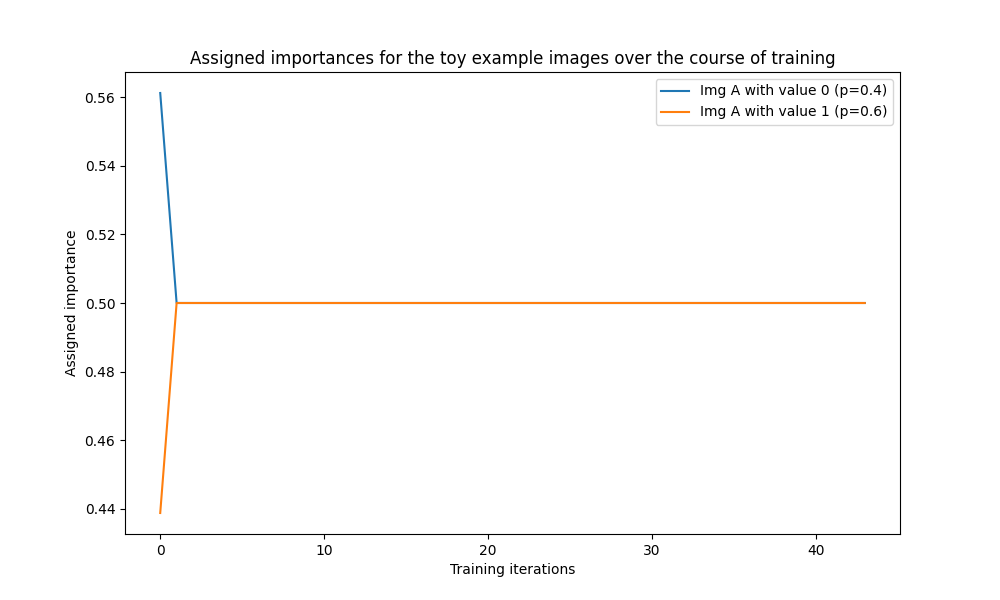 Assigned importances for the toy example images over the course of training
Img A with value 0 (p=0.4)
Img A with value 1 (p=0.6)
0.56
0.54
0.52
0.50
0.48
0.46
0.44
Assigned importance
0 10 20 30 40
Training iterations